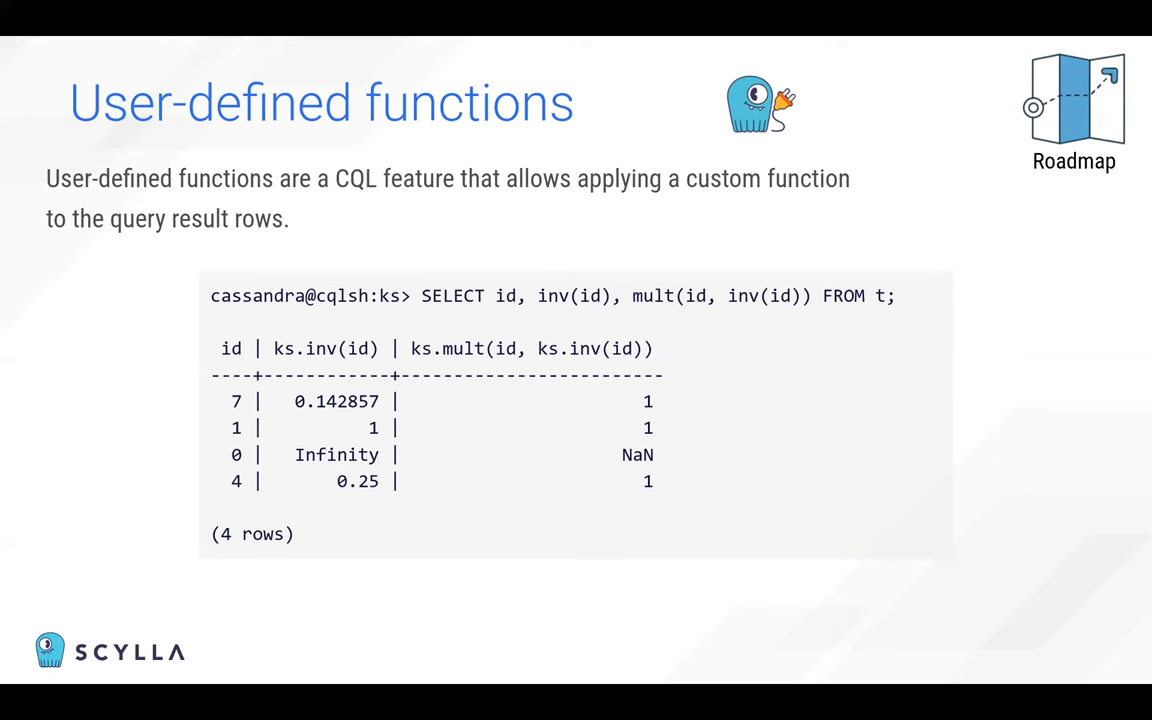 User-defined functions
Roadmap
User-defined functions are a CQL feature that allows applying a custom function
to the query result rows.
cassandra@cqlsh:ks> SELECT id, inv(id), mult(id, inv(id)) FROM t;
id | ks.inv(id) | ks.mult(id, ks.inv(id))
----+------------+-------------------------
7 | 0.142857 | 1
1 | 1 | 1
0 | Infinity | NaN
4 | 0.25 | 1
(4 rows)
SCYLLA